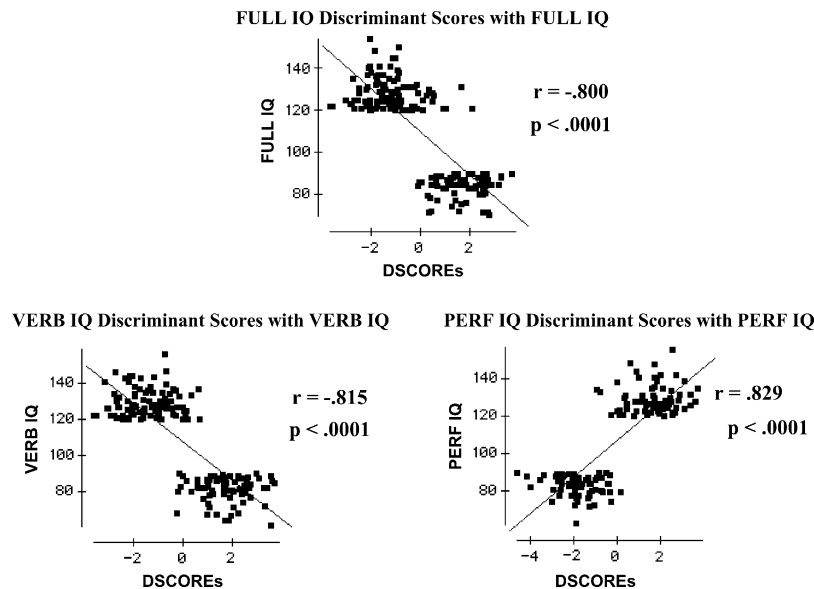 FULL IQ Discriminant Scores with FULL IQ
140
120
100
80
FULL IQ
r = -.800
p < .0001
-2 0 2
DSCOREs
VERB IQ Discriminant Scores with VERB IQ
140
120
100
80
VERB IQ
r = -.815
p < .0001
-2 0 2
DSCOREs
PERF IQ Discriminant Scores with PERF IQ
140
120
100
80
PERF IQ
r = .829
p < .0001
-4 -2 0 2
DSCOREs